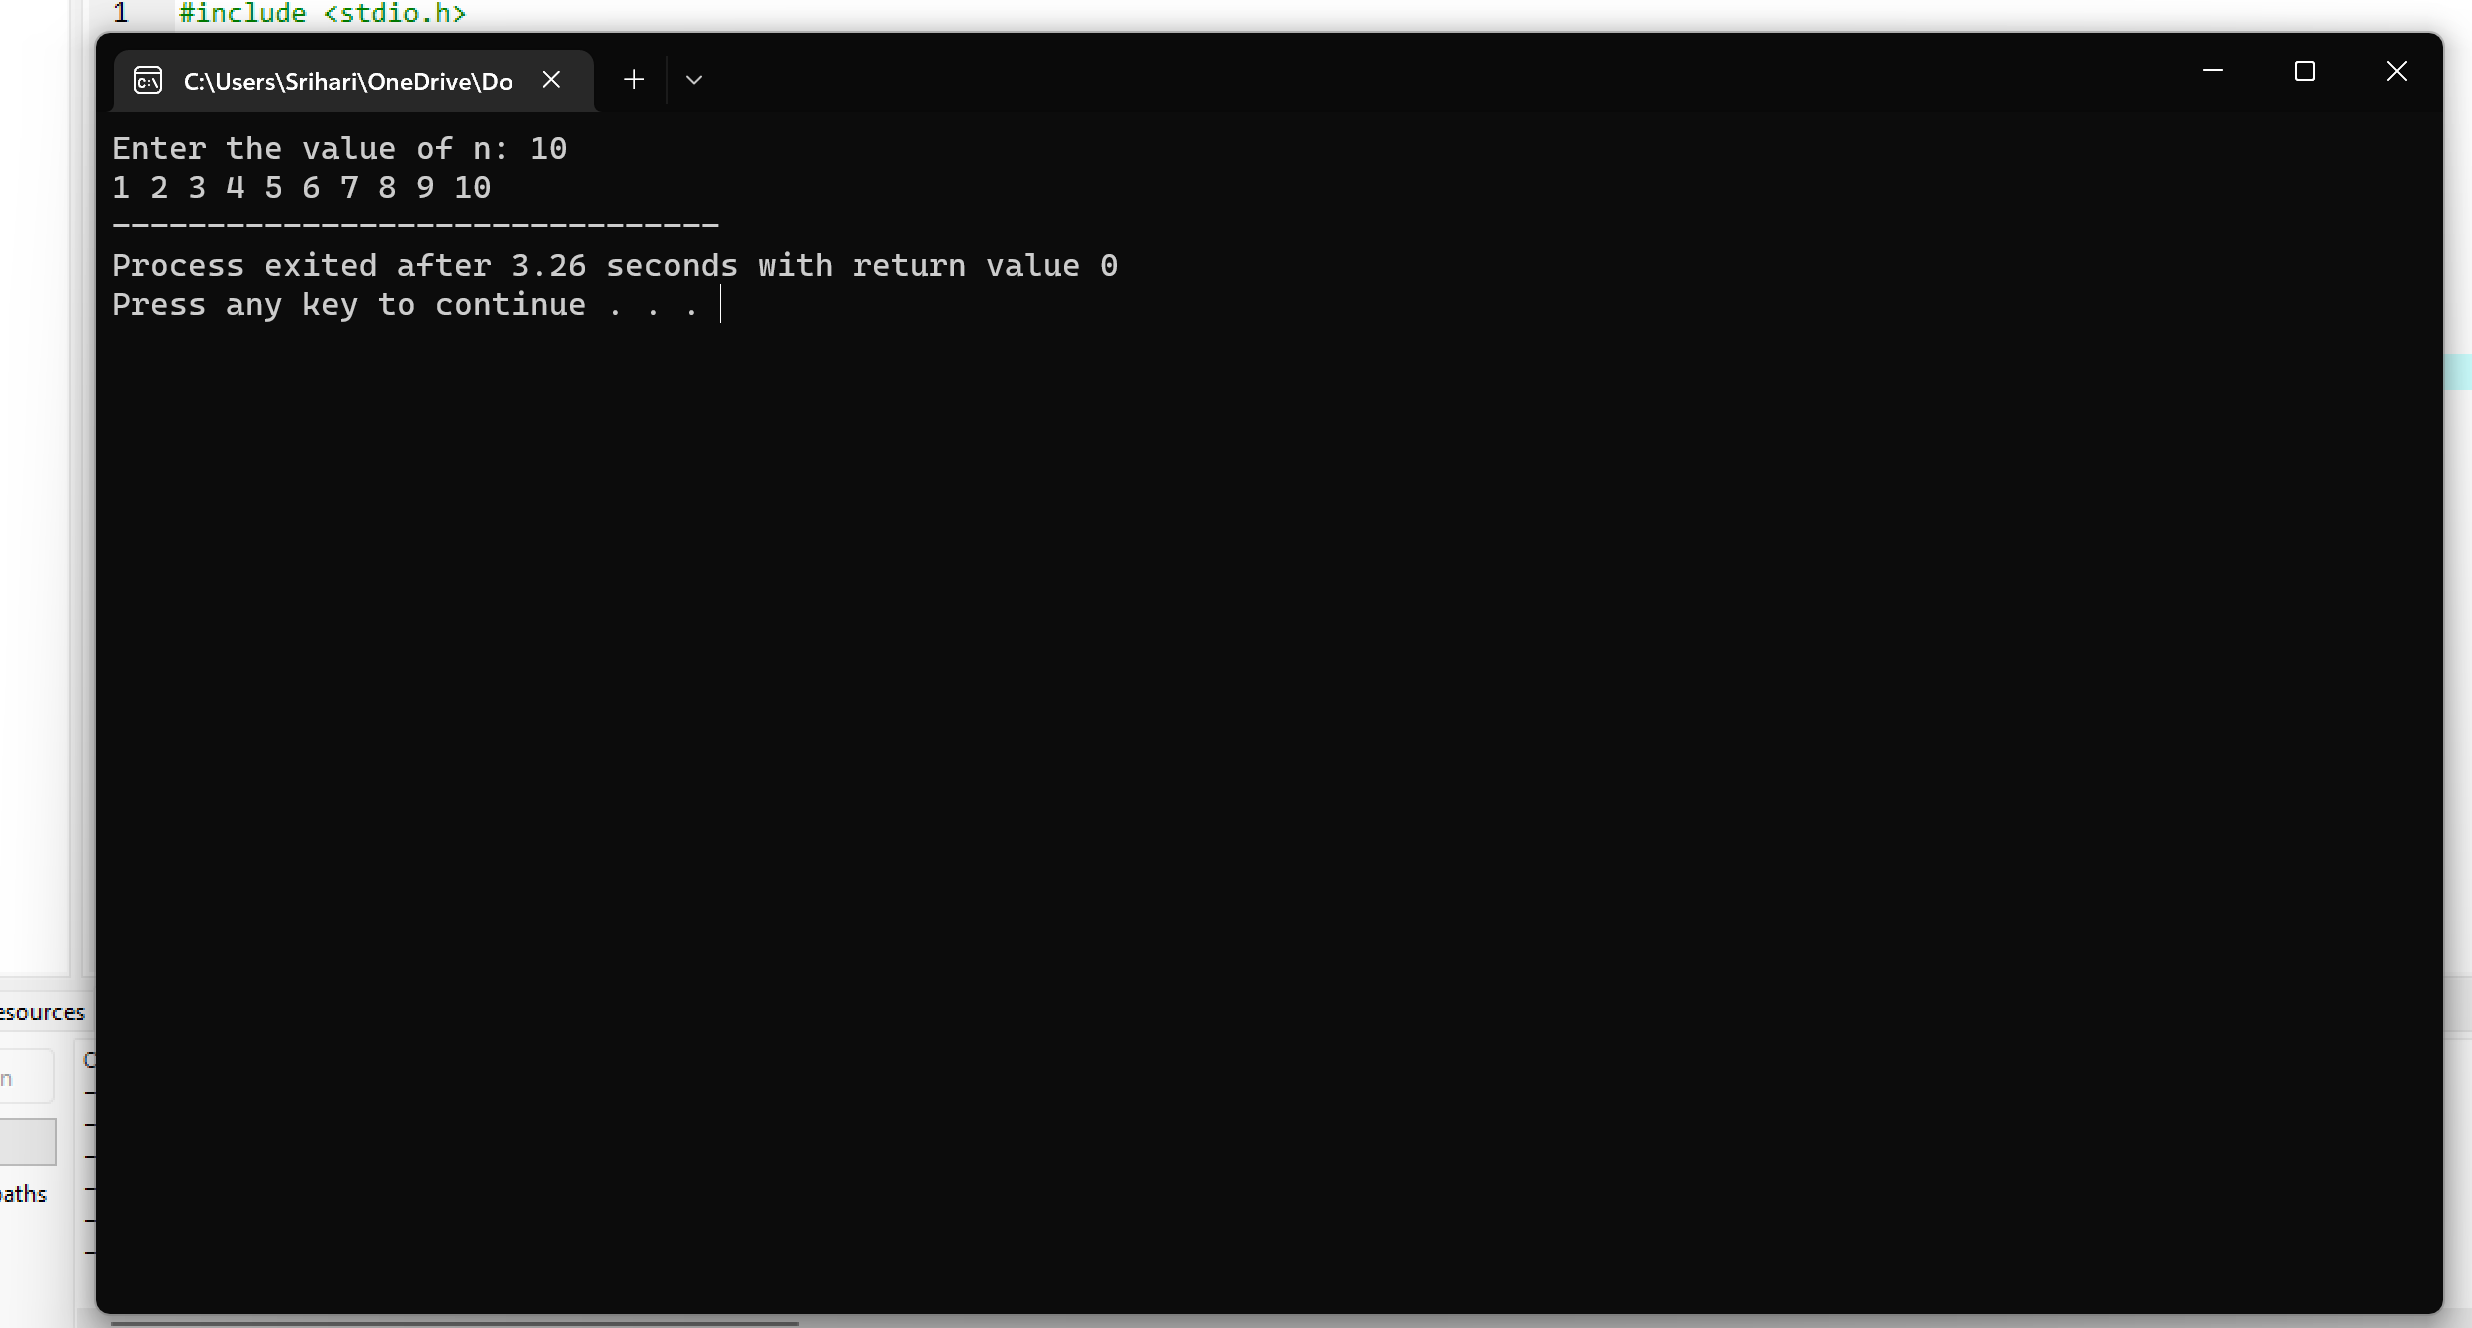 1 #include <stdio.h>
C:\Users\Srihari\OneDrive\Do
Enter the value of n: 10
1 2 3 4 5 6 7 8 9 10
--------------------------------
Process exited after 3.26 seconds with return value 0
Press any key to continue . . .
esources
n
aths